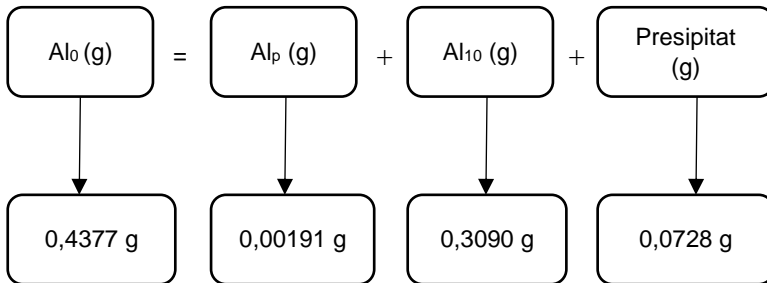 Al₀ (g) = Alₚ (g) + Al₁₀ (g) + Presipitat
(g)
0,4377 g 0,00191 g 0,3090 g 0,0728 g